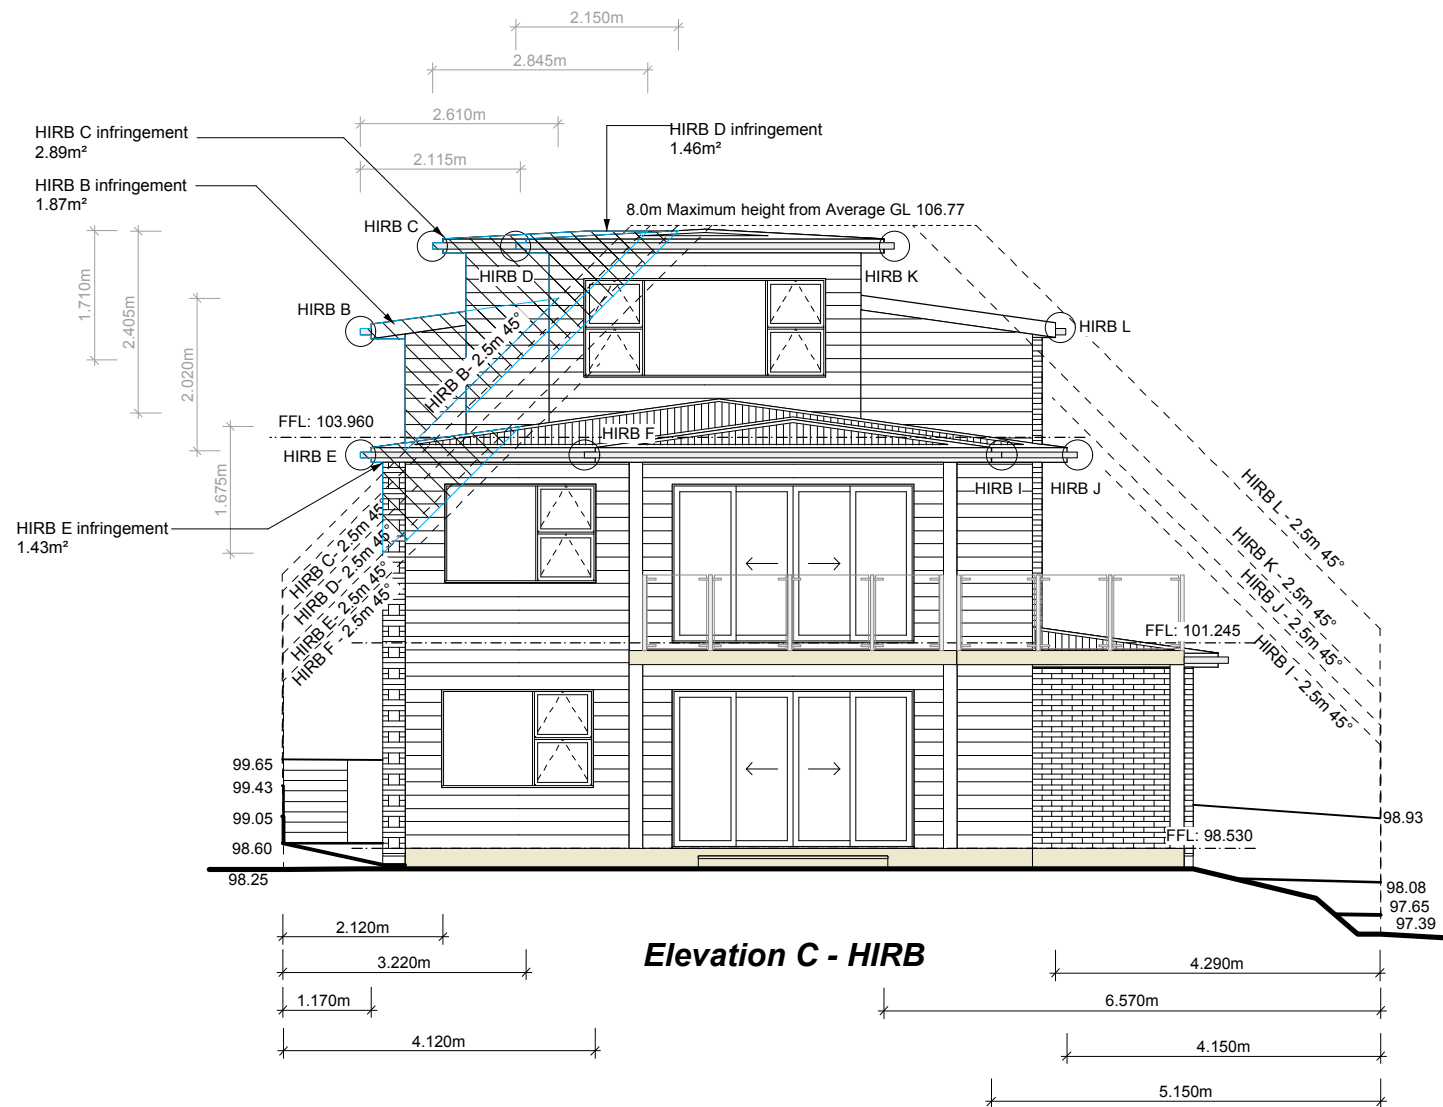 2.150m
2.845m
2.610m
2.115m
HIRB C infringement
2.89m²
HIRB B infringement
1.87m²
HIRB D infringement
1.46m²
8.0m Maximum height from Average GL 106.77
HIRB C
HIRB D
HIRB K
HIRB B
HIRB L
1.710m
2.405m
2.020m
1.675m
HIRB B- 2.5m 45°
FFL: 103.960
HIRB F
HIRB E
HIRB I
HIRB J
HIRB E infringement
1.43m²
HIRB C- 2.5m 45°
HIRB D- 2.5m 45°
HIRB E- 2.5m 45°
HIRB F - 2.5m 45°
HIRB L - 2.5m 45°
HIRB K - 2.5m 45°
HIRB J - 2.5m 45°
HIRB I - 2.5m 45°
FFL: 101.245
99.65
99.43
99.05
98.60
98.25
98.93
FFL: 98.530
98.08
97.65
97.39
2.120m
3.220m
1.170m
4.120m
Elevation C - HIRB
4.290m
6.570m
4.150m
5.150m